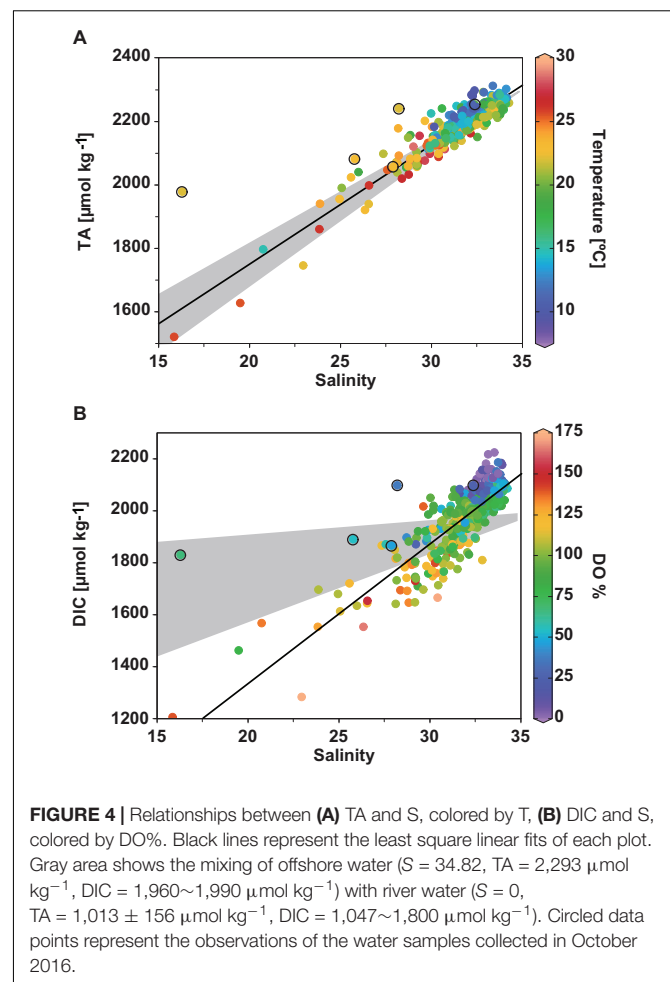 A
2400
2200
2000
1800
1600
TA [µmol kg⁻¹]
15
20
25
30
35
Salinity
30
25
20
15
10
Temperature [ºC]
B
2200
2000
1800
1600
1400
1200
DIC [µmol kg⁻¹]
15
20
25
30
35
Salinity
175
150
125
100
75
50
25
0
DO %
FIGURE 4 | Relationships between (A) TA and S, colored by T, (B) DIC and S,
colored by DO%. Black lines represent the least square linear fits of each plot.
Gray area shows the mixing of offshore water (S = 34.82, TA = 2,293 µmol
kg⁻¹, DIC = 1,960~1,990 µmol kg⁻¹) with river water (S = 0,
TA = 1,013 ± 156 µmol kg⁻¹, DIC = 1,047~1,800 µmol kg⁻¹). Circled data
points represent the observations of the water samples collected in October
2016.